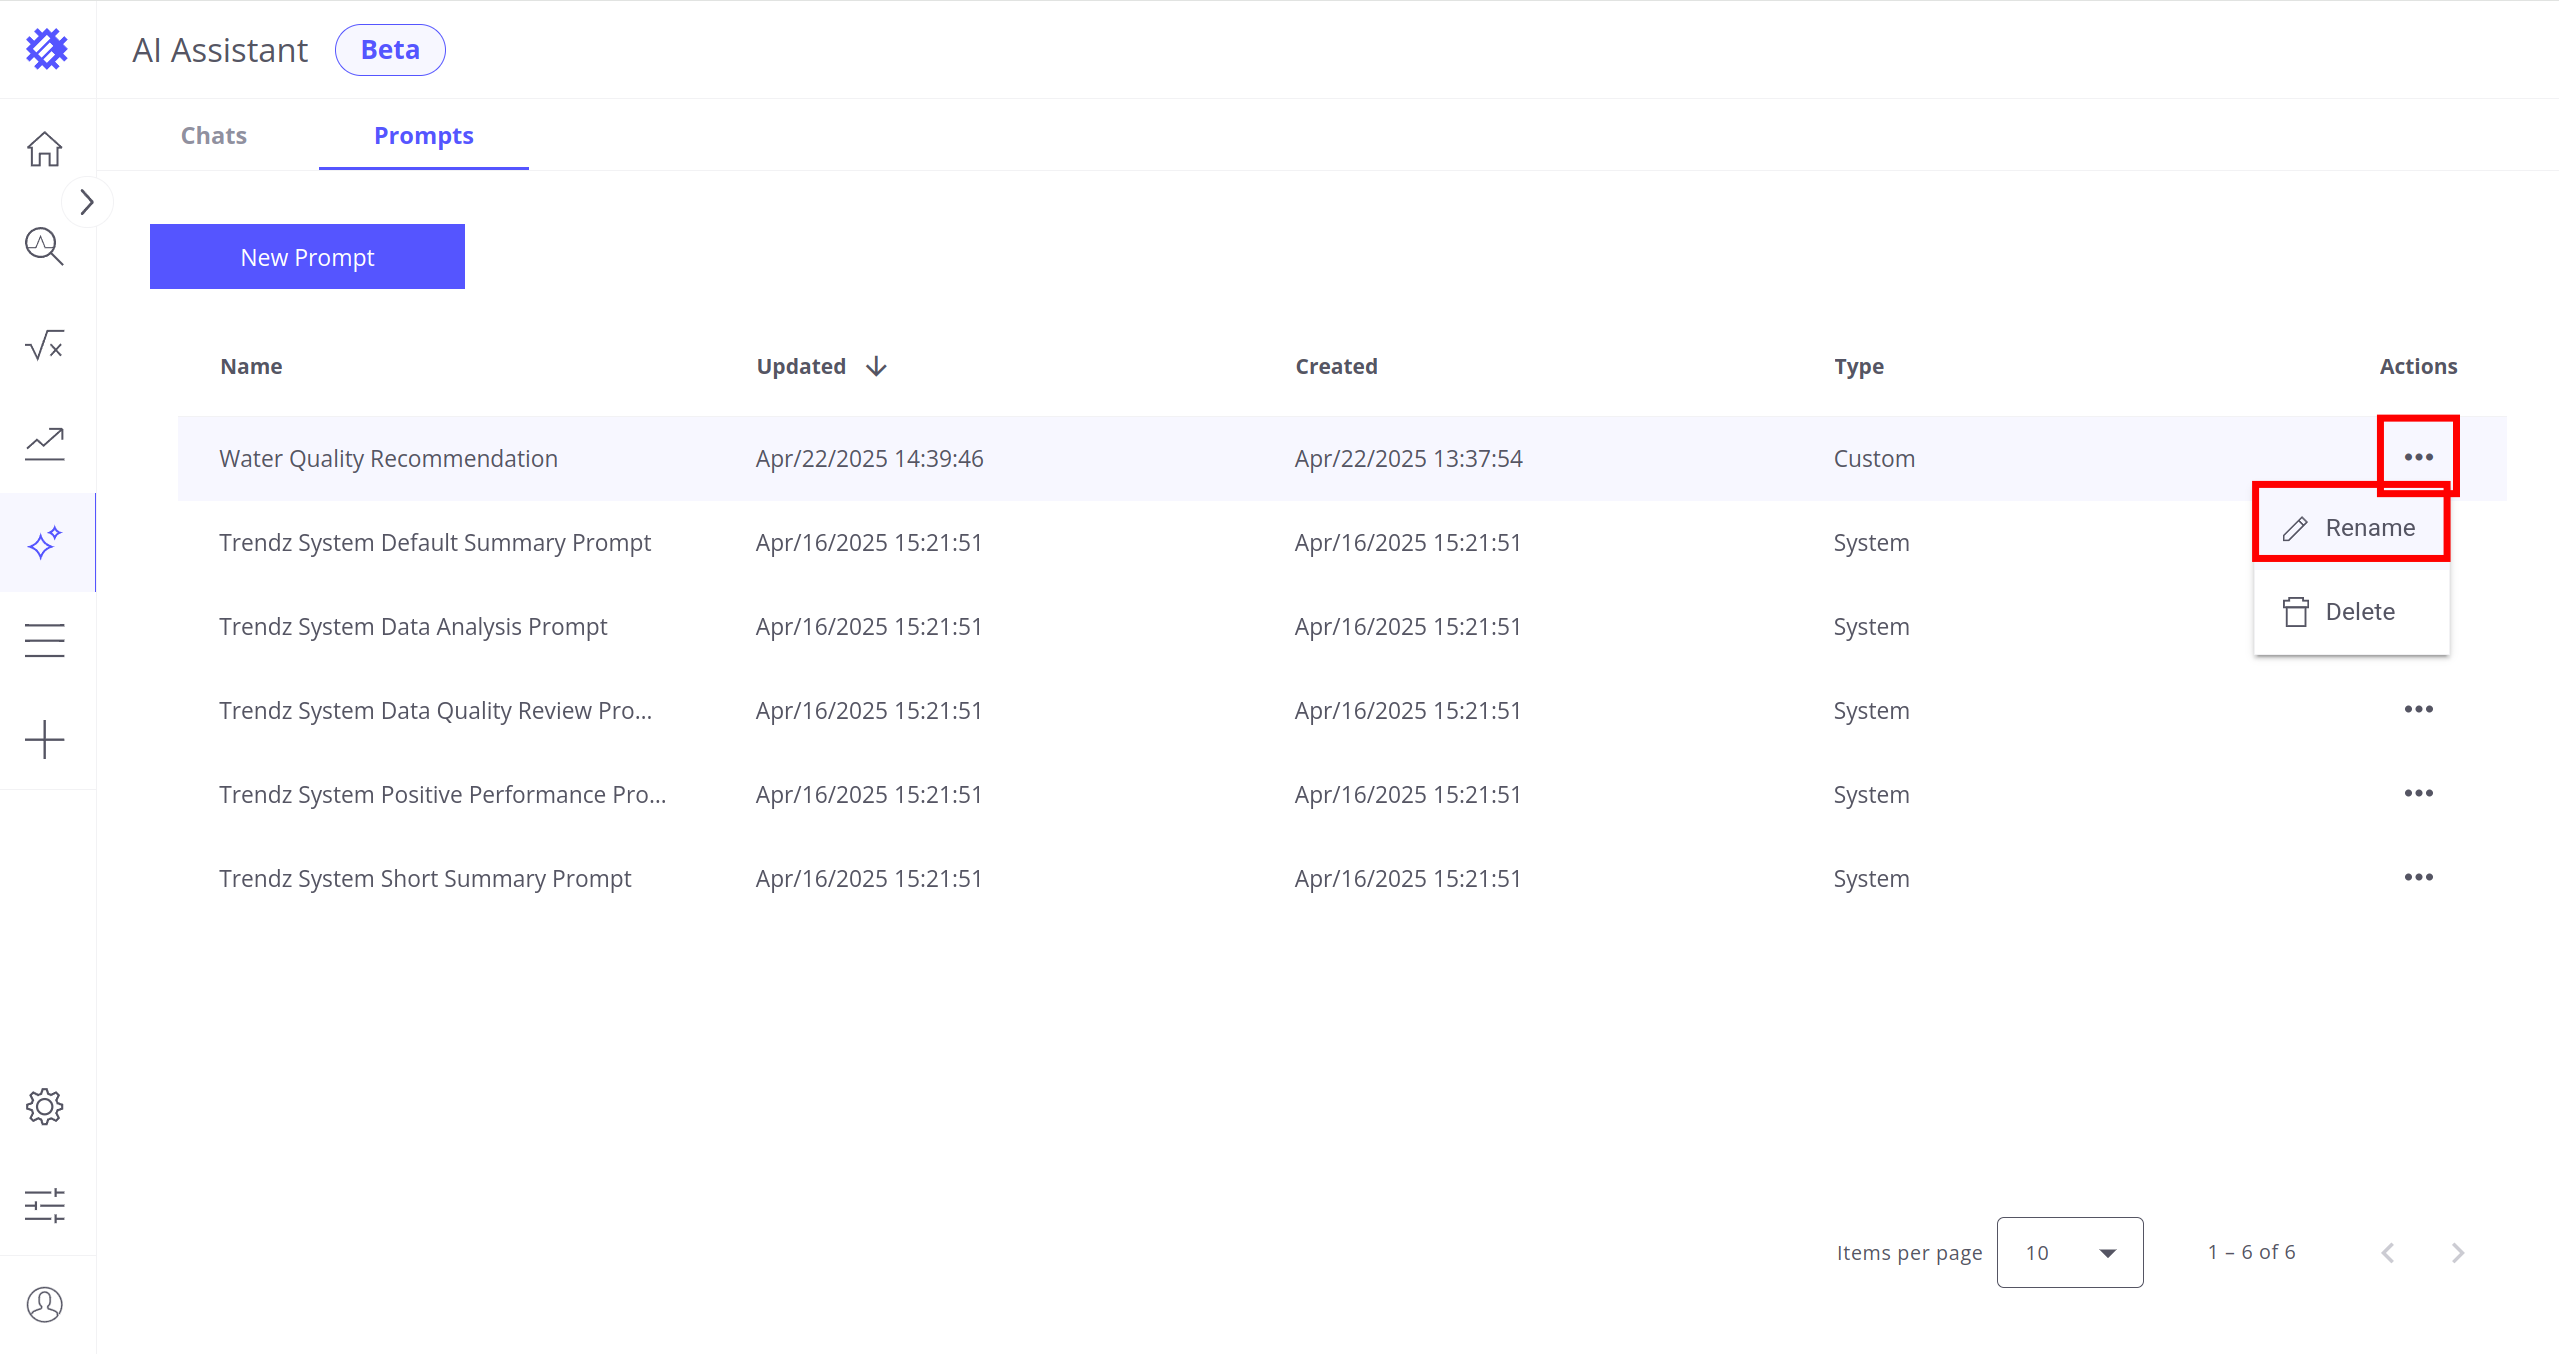 AI Assistant Beta
Chats Prompts
New Prompt
Name Updated Created Type Actions
Water Quality Recommendation Apr/22/2025 14:39:46 Apr/22/2025 13:37:54 Custom
Rename
Trendz System Default Summary Prompt Apr/16/2025 15:21:51 Apr/16/2025 15:21:51 System
Delete
Trendz System Data Analysis Prompt Apr/16/2025 15:21:51 Apr/16/2025 15:21:51 System
Trendz System Data Quality Review Pro... Apr/16/2025 15:21:51 Apr/16/2025 15:21:51 System
Trendz System Positive Performance Pro... Apr/16/2025 15:21:51 Apr/16/2025 15:21:51 System
Trendz System Short Summary Prompt Apr/16/2025 15:21:51 Apr/16/2025 15:21:51 System
Items per page 10 1 – 6 of 6